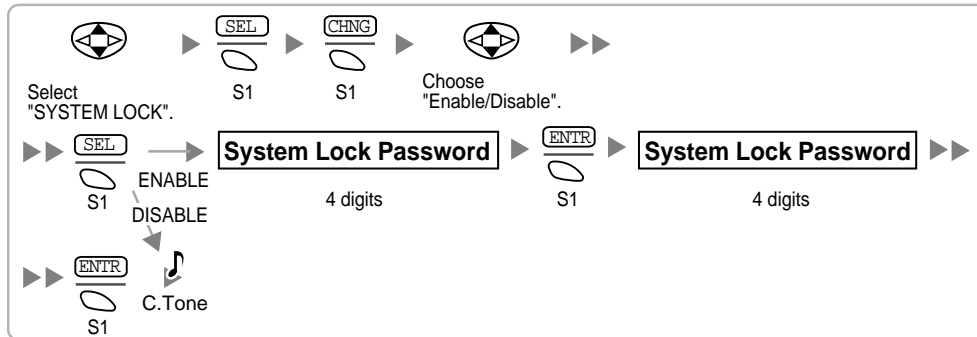 SEL CHNG
Select
"SYSTEM LOCK".
S1 S1
Choose
"Enable/Disable".
SEL System Lock Password ENTR System Lock Password
ENABLE
S1 4 digits S1 4 digits
DISABLE
ENTR
C.Tone
S1